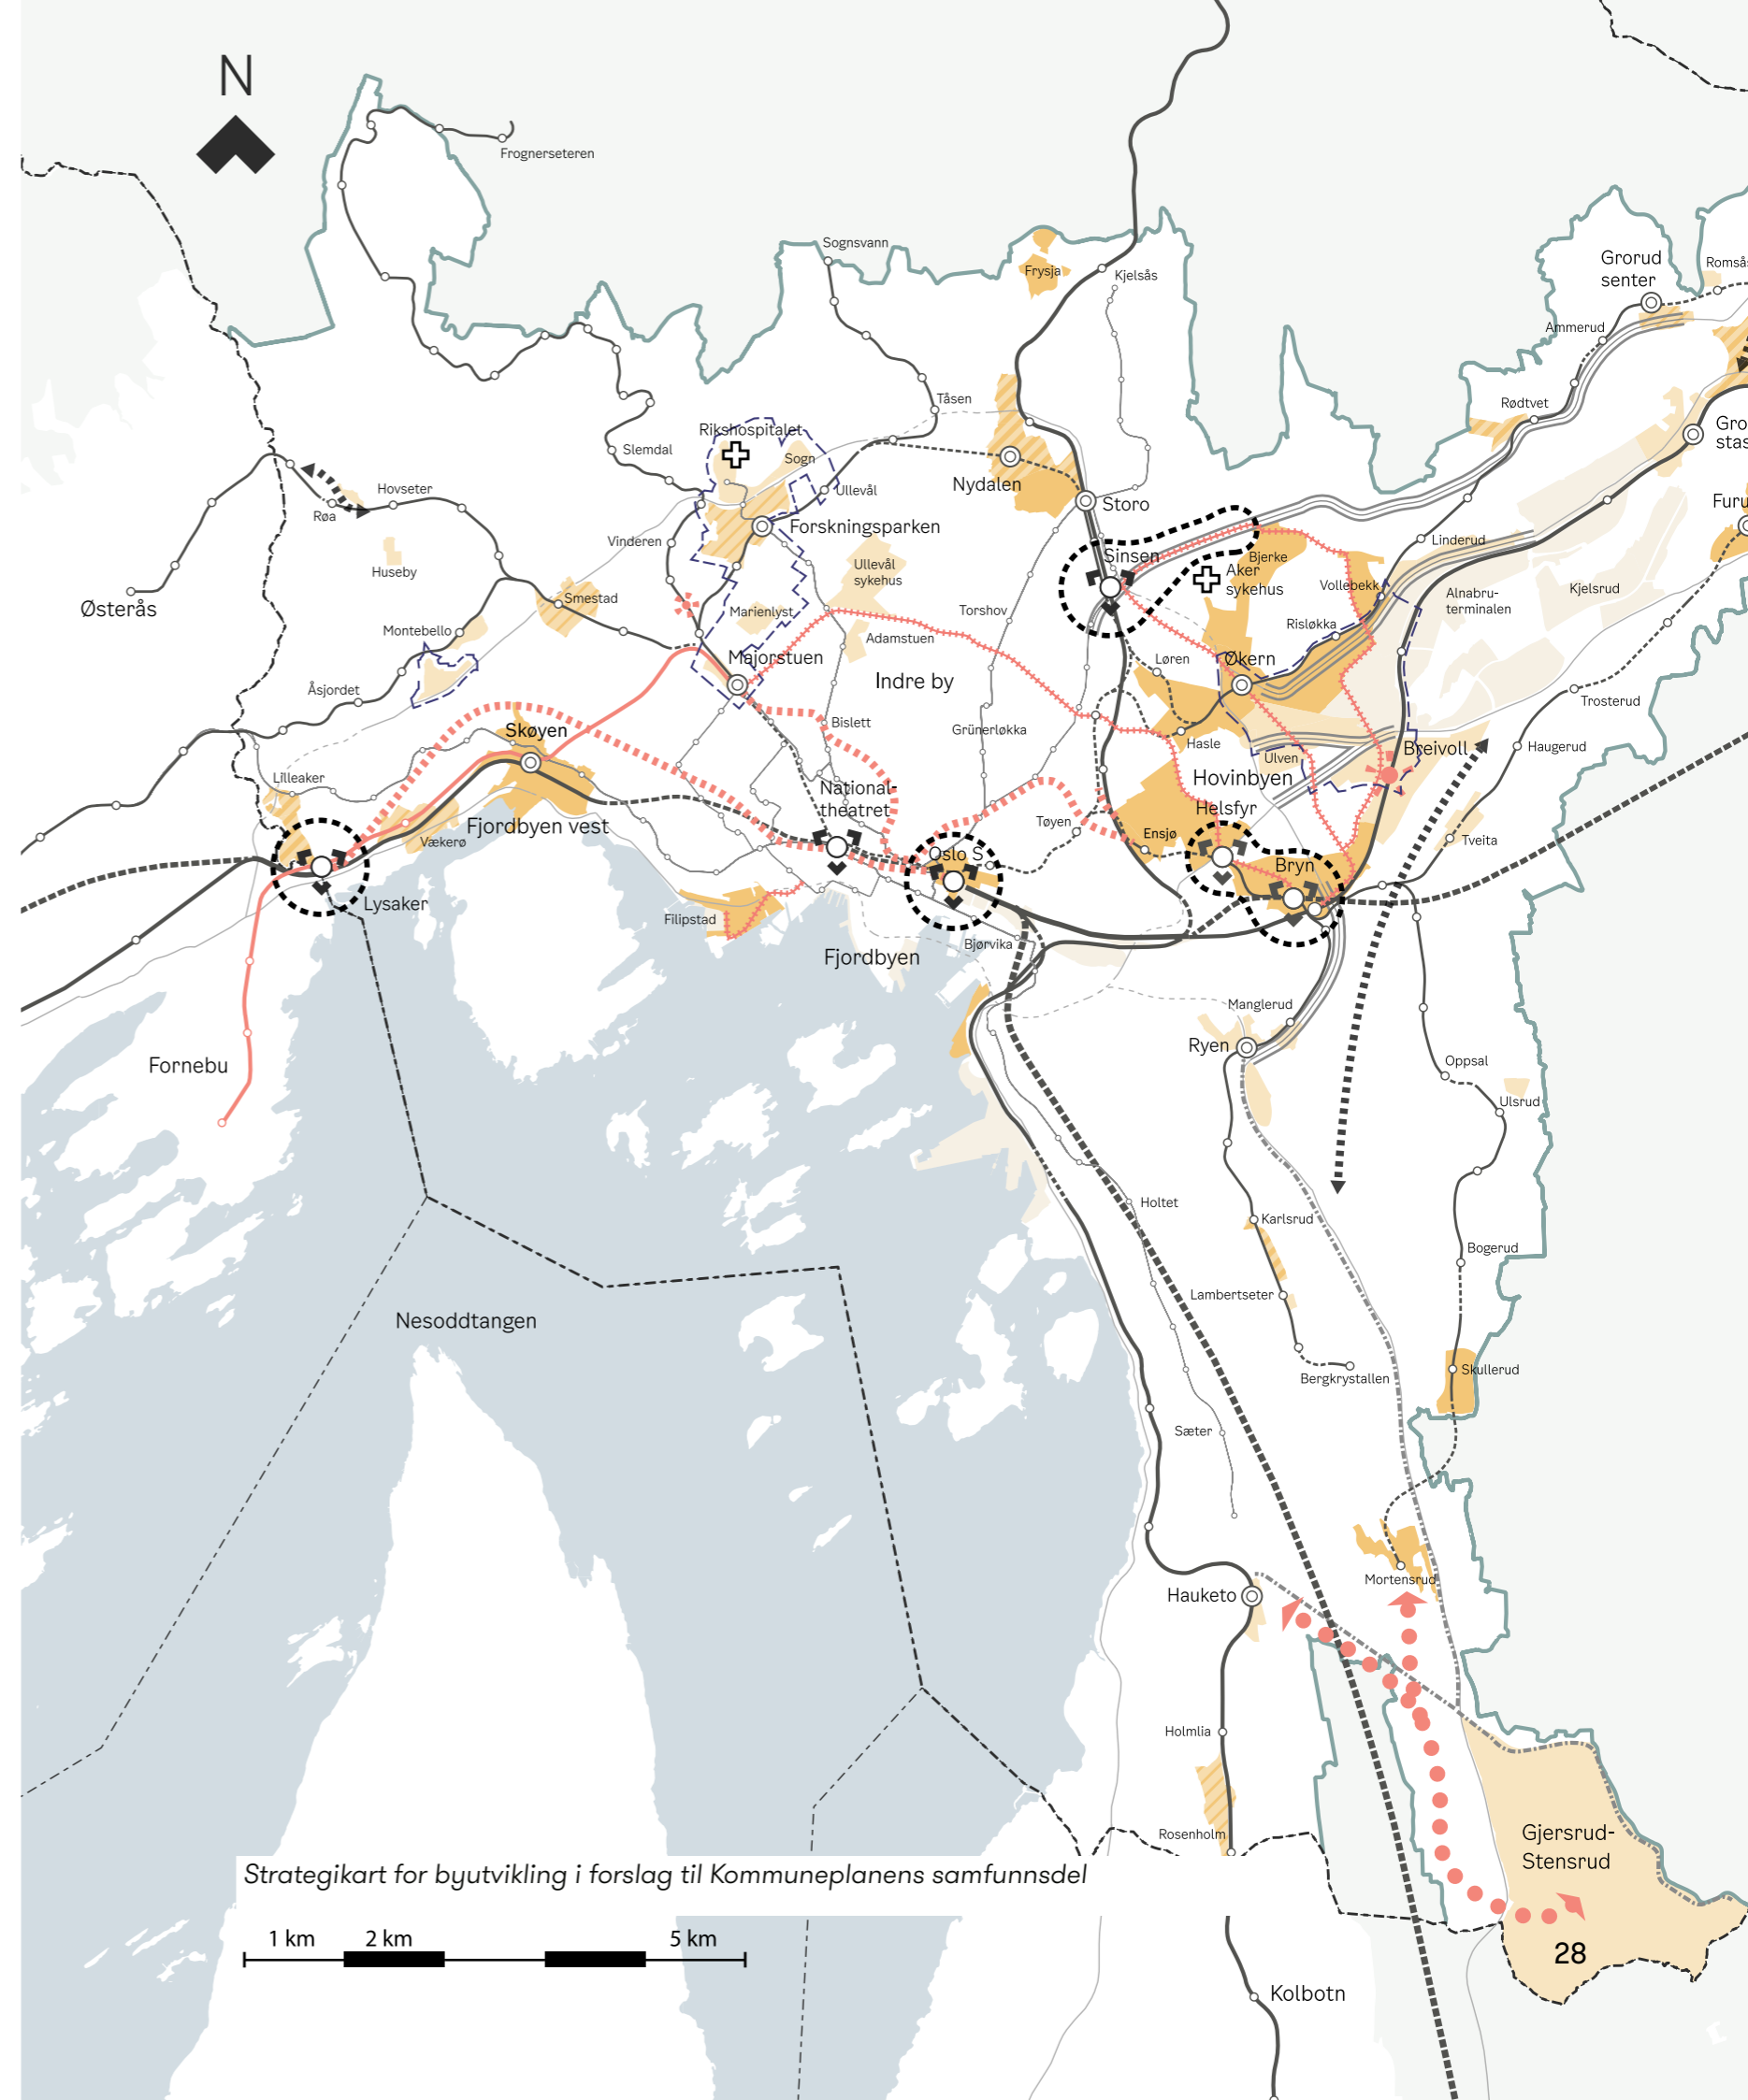 N
Frognerseteren
Sognsvann
Frysja
Kjelsås
Grorud
senter
Romså
Ammerud
Tåsen
Rødtvet
Rikshospitalet
Slemdal
Sogn
Gro
stas
Hovseter
Røa
Ullevål
Nydalen
Storo
Furu
Forskningsparken
Vinderen
Linderud
Sinsen
Bjerke
Huseby
Ullevål
sykehus
Aker
sykehus
Vollebekk
Kjelsrud
Østerås
Smestad
Alnabru-
terminalen
Marienlyst
Torshov
Risløkka
Montebello
Adamstuen
Majorstuen
Løren
Økern
Indre by
Åsjordet
Trosterud
Bislett
Skøyen
Grünerløkka
Hasle
Breivoll
Haugerud
Ulven
Lilleaker
Hovinbyen
National-
theatret
Helsfyr
Fjordbyen vest
Tøyen
Ensjø
Vækerø
Tveita
Oslo S
Bryn
Lysaker
Filipstad
Bjørvika
Fjordbyen
Manglerud
Ryen
Fornebu
Oppsal
Ulsrud
Holtet
Karlsrud
Bogerud
Lambertseter
Nesoddtangen
Skullerud
Bergkrystallen
Sæter
Mortensrud
Hauketo
Holmlia
Rosenholm
Gjersrud-
Stensrud
Strategikart for byutvikling i forslag til Kommuneplanens samfunnsdel
1 km 2 km 5 km
28
Kolbotn